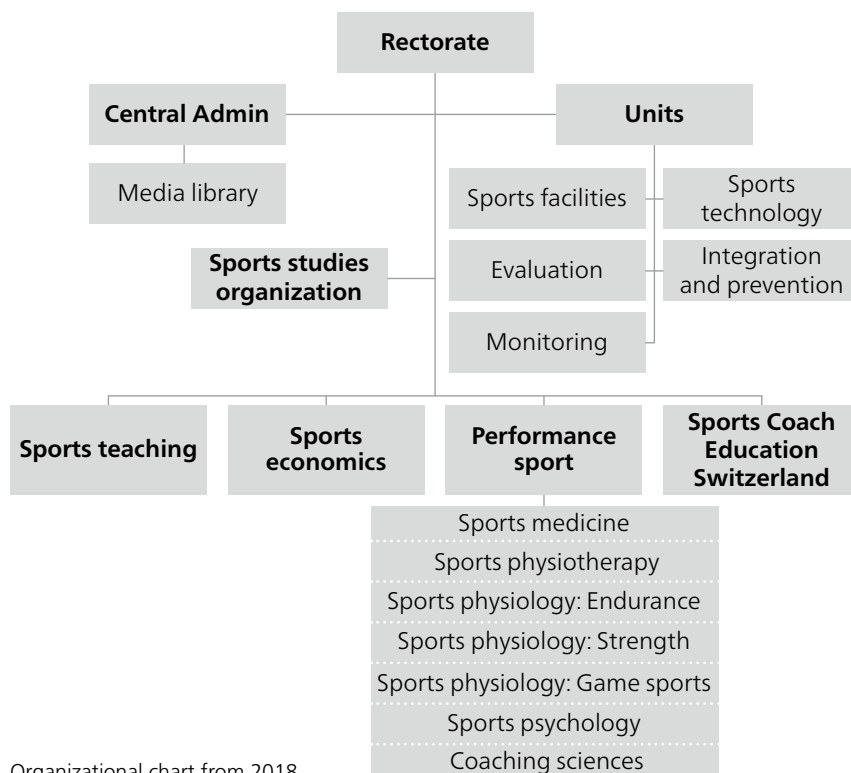 Rectorate
Central Admin
Units
Media library
Sports facilities
Sports
technology
Sports studies
organization
Evaluation
Integration
and prevention
Monitoring
Sports teaching
Sports
economics
Performance
sport
Sports Coach
Education
Switzerland
Sports medicine
Sports physiotherapy
Sports physiology: Endurance
Sports physiology: Strength
Sports physiology: Game sports
Sports psychology
Coaching sciences
Organizational chart from 2018